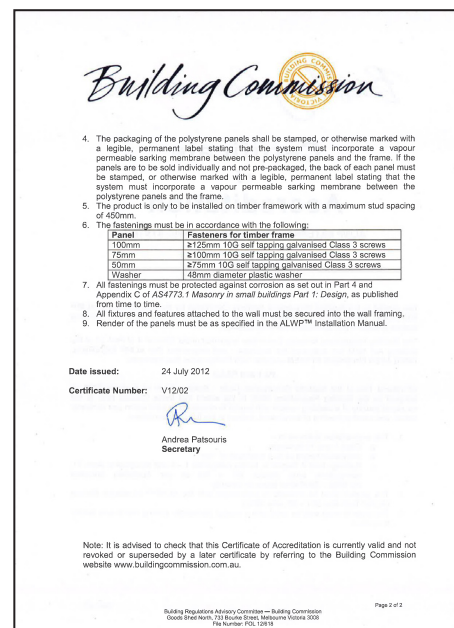 BUILDING COMMISSION
VICTORIA
Building Commission
4. The packaging of the polystyrene panels shall be stamped, or otherwise marked with
a legible, permanent label stating that the system must incorporate a vapour
permeable sarking membrane between the polystyrene panels and the frame. If the
panels are to be sold individually and not pre-packaged, the back of each panel must
be stamped, or otherwise marked with a legible, permanent label stating that the
system must incorporate a vapour permeable sarking membrane between the
polystyrene panels and the frame.
5. The product is only to be installed on timber framework with a maximum stud spacing
of 450mm.
6. The fastenings must be in accordance with the following:
Panel Fasteners for timber frame
100mm ≥125mm 10G self tapping galvanised Class 3 screws
75mm ≥100mm 10G self tapping galvanised Class 3 screws
50mm ≥75mm 10G self tapping galvanised Class 3 screws
Washer 48mm diameter plastic washer
7. All fastenings must be protected against corrosion as set out in Part 4 and
Appendix C of AS4773.1 Masonry in small buildings Part 1: Design, as published
from time to time.
8. All fixtures and features attached to the wall must be secured into the wall framing.
9. Render of the panels must be as specified in the ALWP™ Installation Manual.
Date issued: 24 July 2012
Certificate Number: V12/02
Andrea Patsouris
Secretary
Note: It is advised to check that this Certificate of Accreditation is currently valid and not
revoked or superseded by a later certificate by referring to the Building Commission
website www.buildingcommission.com.au.
Page 2 of 2
Building Regulations Advisory Committee — Building Commission
Goods Shed North, 733 Bourke Street, Melbourne Victoria 3008
File Number: POL 12/618